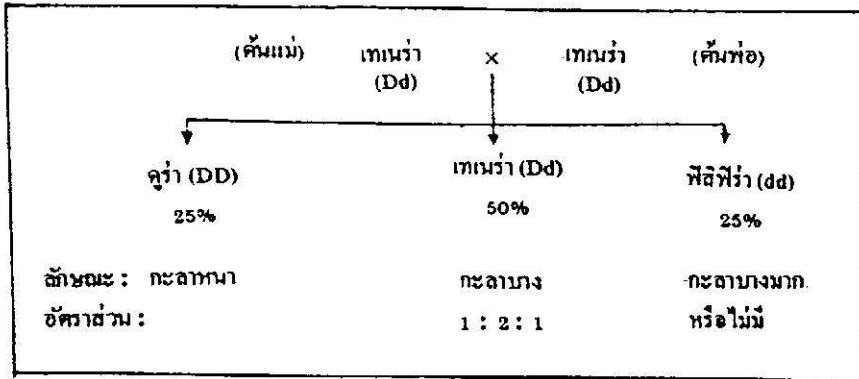 (ต้นแม่) เทเนร่า × เทเนร่า (ต้นพ่อ)
(Dd) (Dd)
ดูร่า (DD) เทเนร่า (Dd) ฟิสิฟิร่า (dd)
25% 50% 25%
ลักษณะ : กะลาหนา กะลาบาง กะลาบางมาก
อัตราส่วน : 1 : 2 : 1 หรือไม่มี